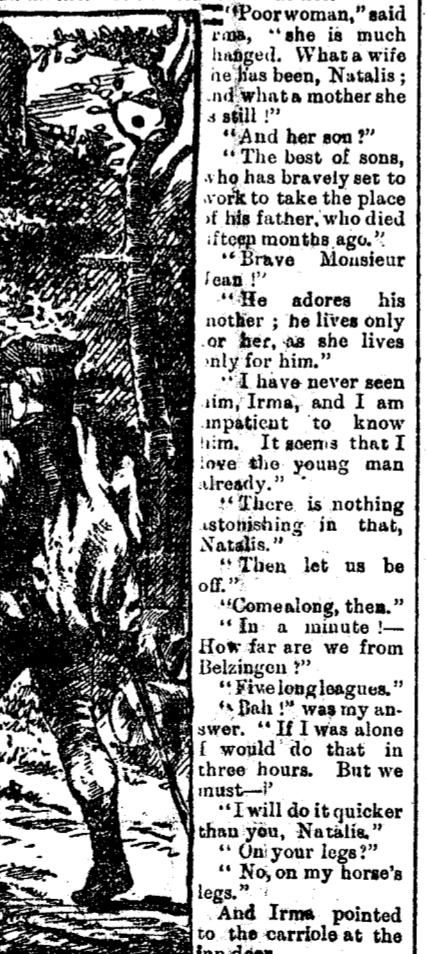 "Poor woman," said
Irma, "she is much
changed. What a wife
he has been, Natalis;
and what a mother she
is still!"
"And her son?"
"The best of sons,
who has bravely set to
work to take the place
of his father, who died
fifteen months ago."
"Brave Monsieur
Jean!"
"He adores his
mother; he lives only
for her, as she lives
only for him."
"I have never seen
him, Irma, and I am
impatient to know
him. It seems that I
love the young man
already."
"There is nothing
astonishing in that,
Natalis."
"Then let us be
off."
"Come along, then."
"In a minute!—
How far are we from
Belzingen?"
"Five long leagues."
"Bah!" was my an-
swer. "If I was alone
I would do that in
three hours. But we
must—"
"I will do it quicker
than you, Natalis."
"On your legs?"
"No, on my horse's
legs."
And Irma pointed
to the carriole at the
inn door